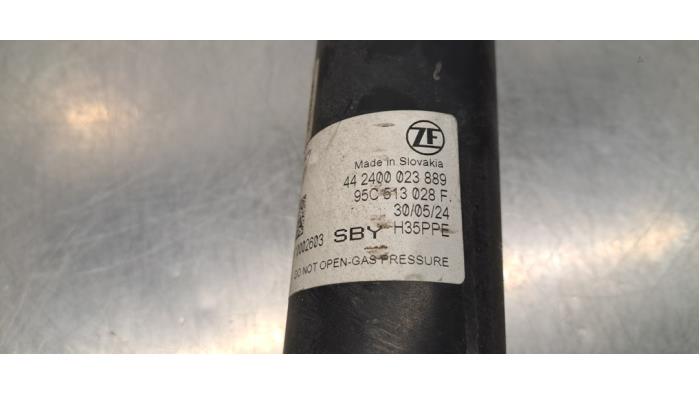 ZF
Made in Slovakia
44 2400 023 889
95C 513 028 F.
30/05/24
0002603 SBY H35PPE
DO NOT OPEN-GAS PRESSURE